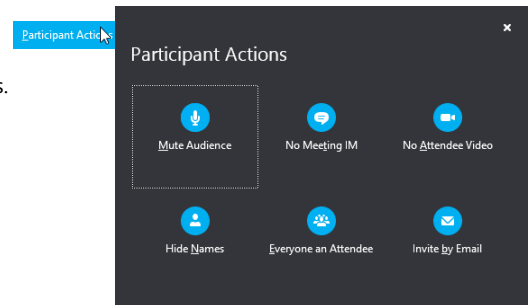 Participant Actions
s.
Participant Actions
Mute Audience
No Meeting IM
No Attendee Video
Hide Names
Everyone an Attendee
Invite by Email